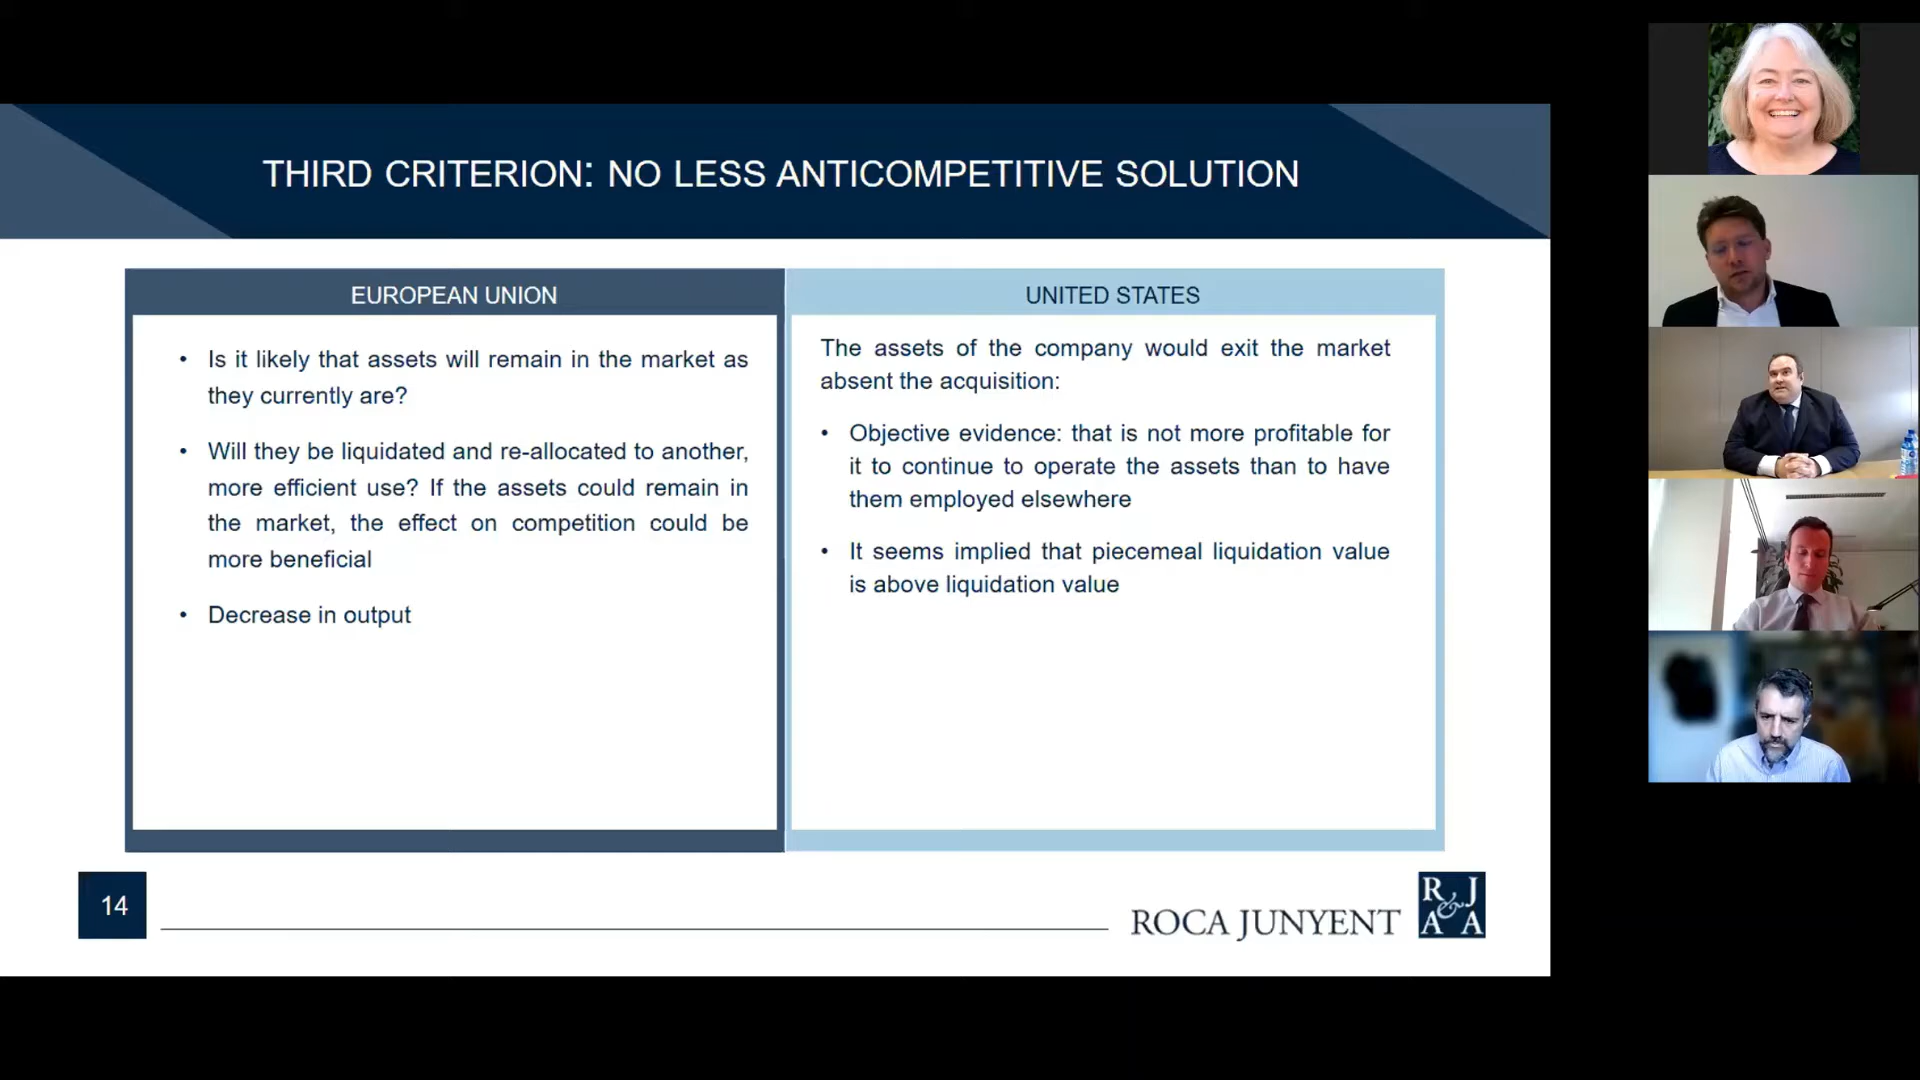 THIRD CRITERION: NO LESS ANTICOMPETITIVE SOLUTION
EUROPEAN UNION
• Is it likely that assets will remain in the market as
they currently are?
• Will they be liquidated and re-allocated to another,
more efficient use? If the assets could remain in
the market, the effect on competition could be
more beneficial
• Decrease in output
UNITED STATES
The assets of the company would exit the market
absent the acquisition:
• Objective evidence: that is not more profitable for
it to continue to operate the assets than to have
them employed elsewhere
• It seems implied that piecemeal liquidation value
is above liquidation value
14
ROCA JUNYENT
R J
&
A A